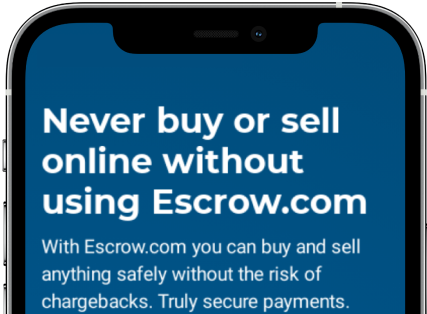 Never buy or sell
online without
using Escrow.com
With Escrow.com you can buy and sell
anything safely without the risk of
chargebacks. Truly secure payments.